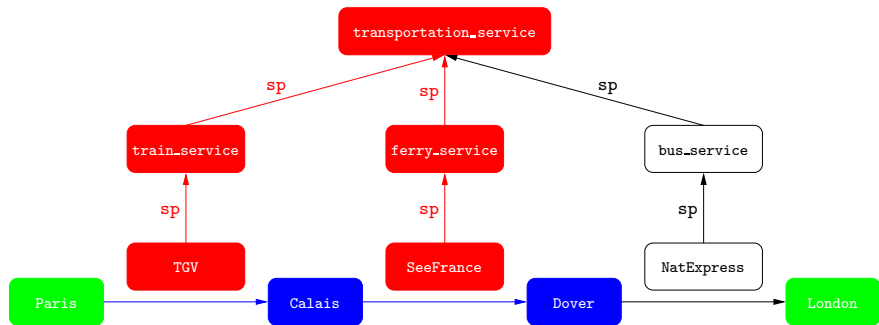 transportation_service
sp
sp
sp
train_service
ferry_service
bus_service
sp
sp
sp
TGV
SeeFrance
NatExpress
Paris
Calais
Dover
London